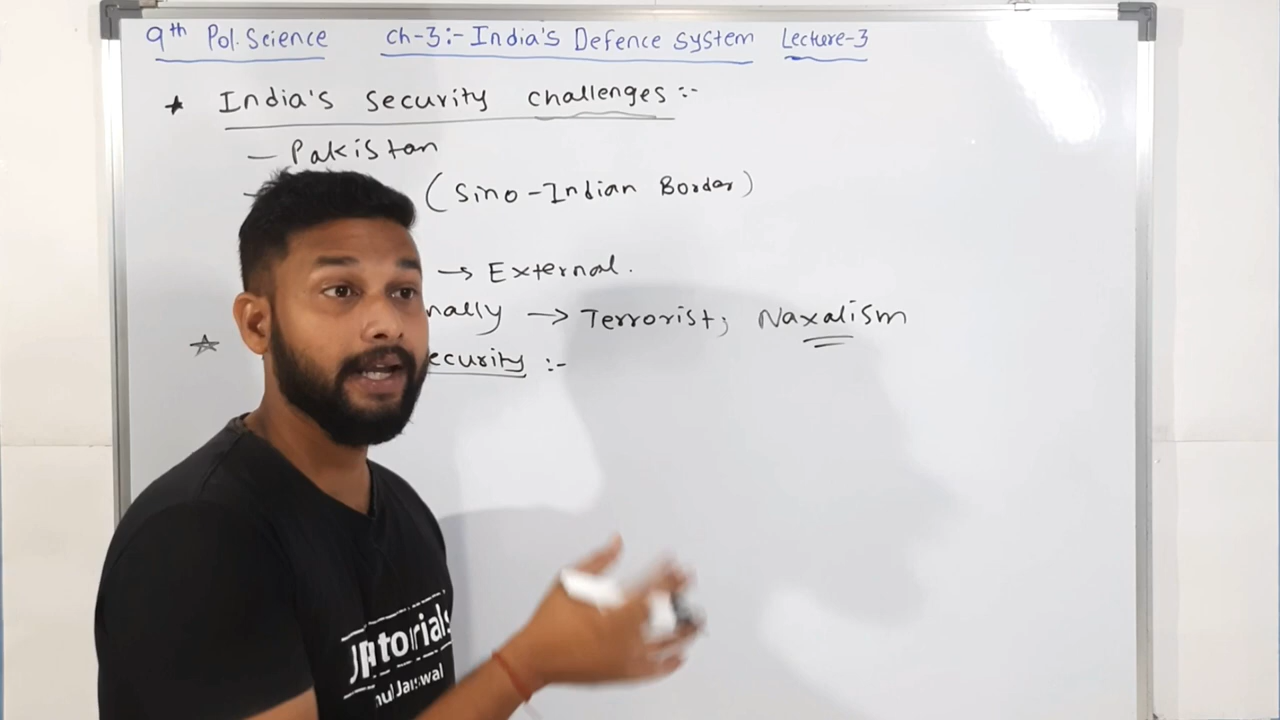 9th Pol. Science Ch-3:- India's Defence system Lecture-3
★ India's security challenges :-
— Pakistan
— (Sino-Indian Border)
→ External.
nally → Terrorist; Naxalism
★ ecurity :-
Jaiswal